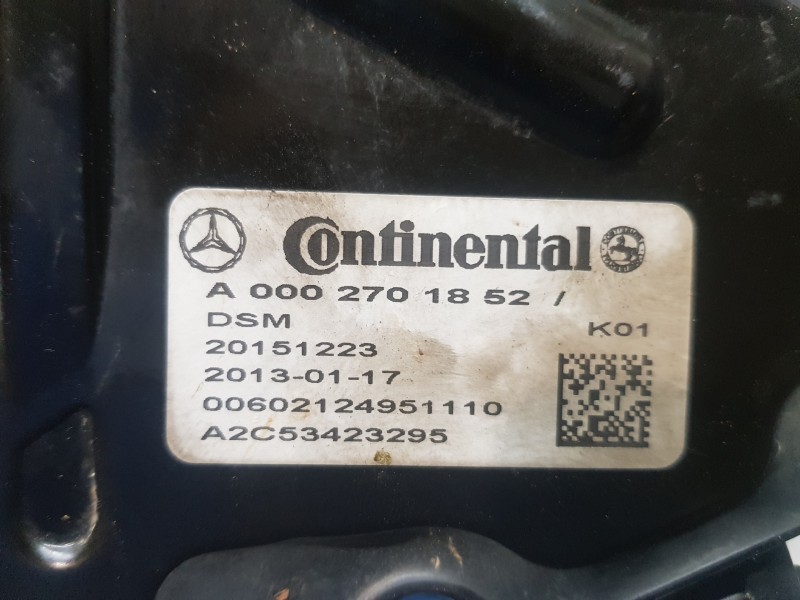 Continental
A 000 270 18 52 /
DSM
K01
20151223
2013-01-17
00602124951110
A2C53423295